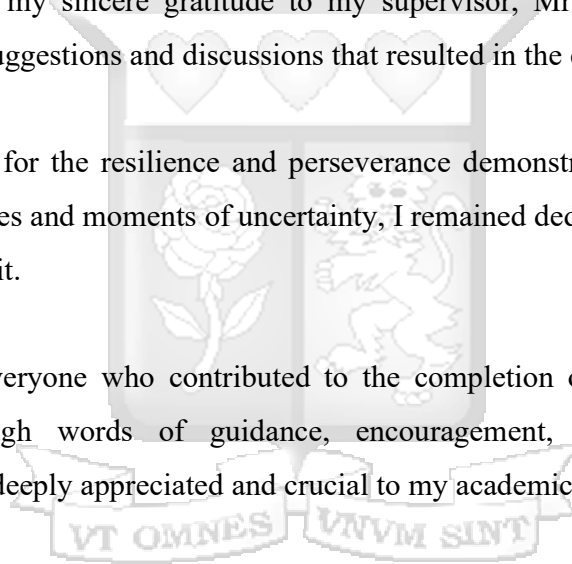 my sincere gratitude to my supervisor, Mr
uggestions and discussions that resulted in the
for the resilience and perseverance demonstr
es and moments of uncertainty, I remained ded
it.
veryone who contributed to the completion
gh words of guidance, encouragement,
deeply appreciated and crucial to my academic
VT OMNES VNVM SINT